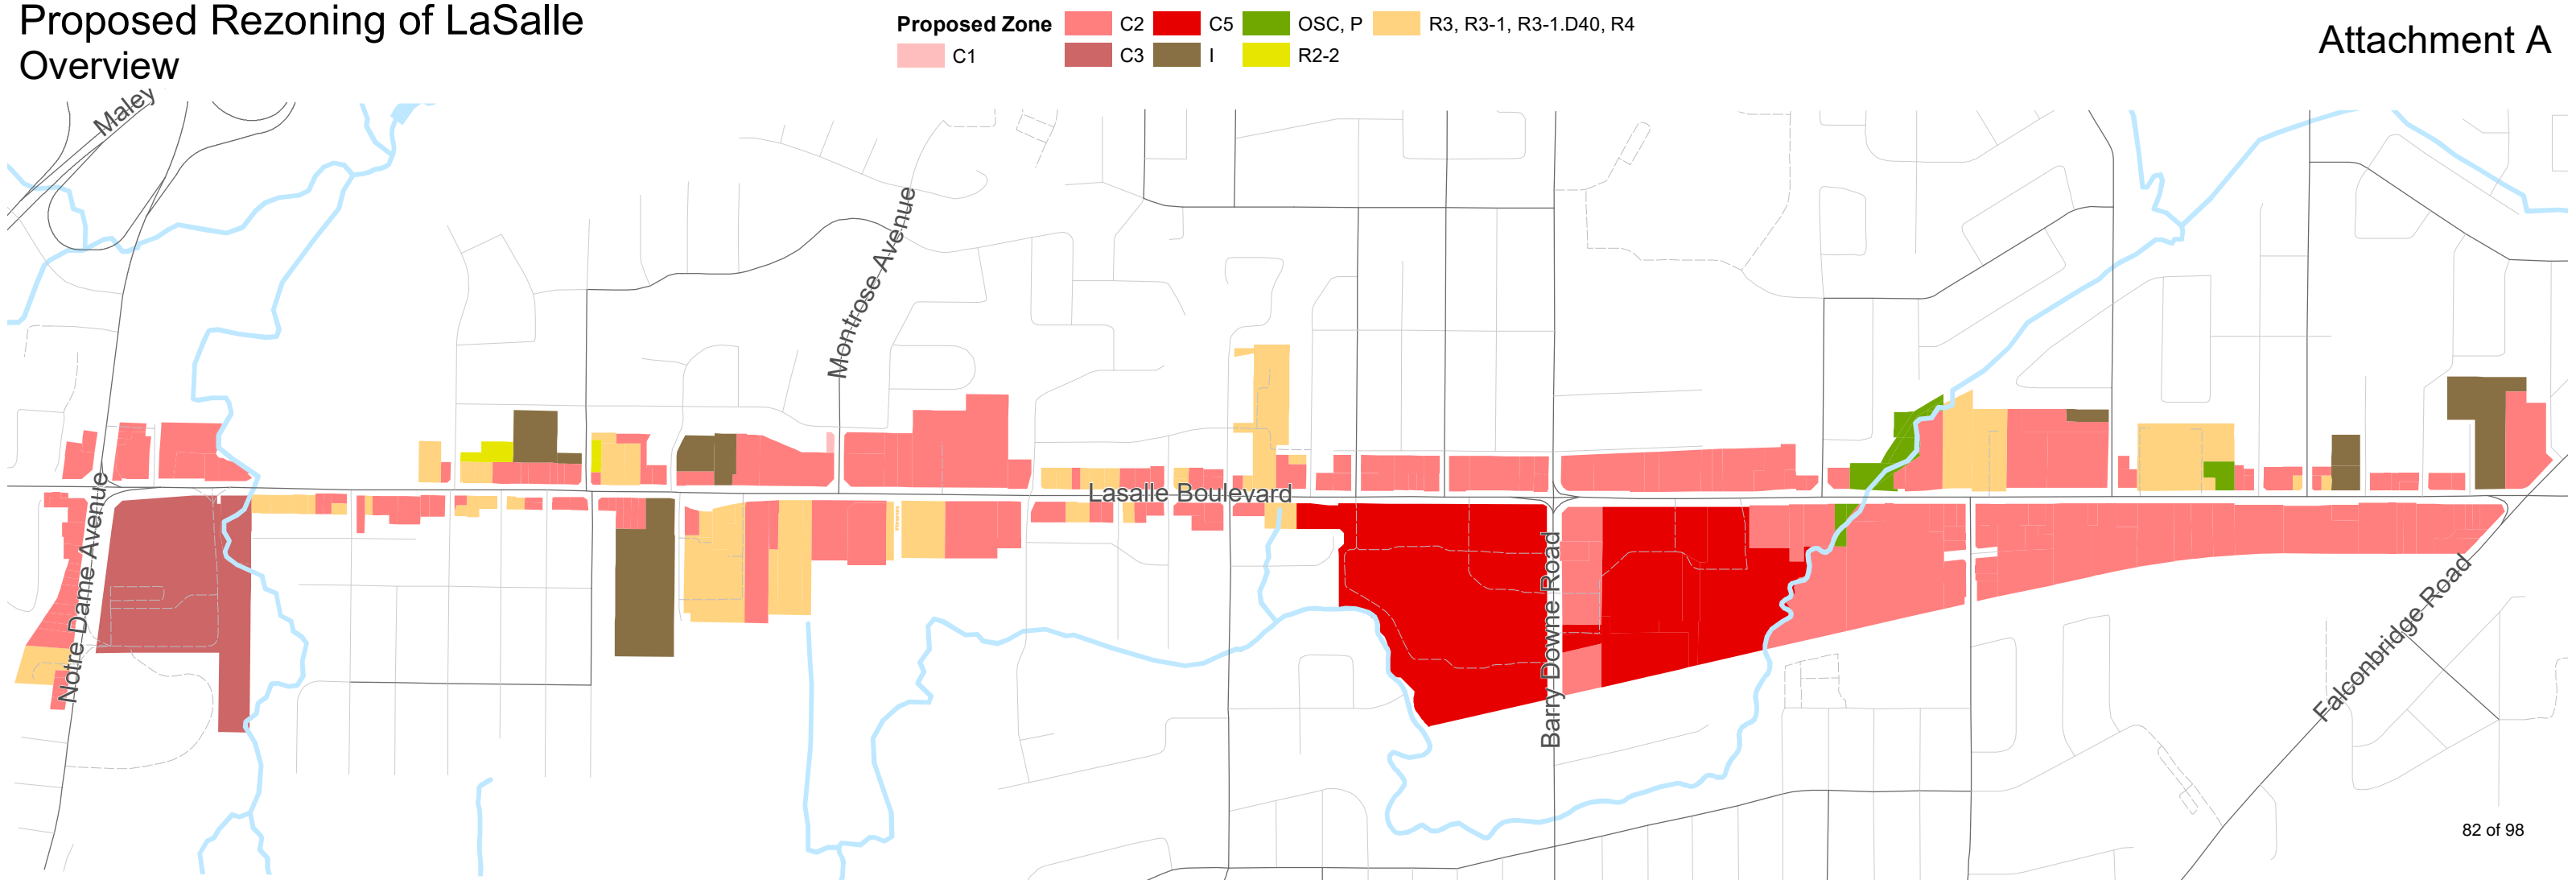 Proposed Rezoning of LaSalle
Overview
Proposed Zone
C1
C2
C3
C5
I
OSC, P
R2-2
R3, R3-1, R3-1.D40, R4
Attachment A
Maley
Montrose Avenue
Lasalle Boulevard
Notre Dame Avenue
Barry Downe Road
Falconbridge Road
82 of 98